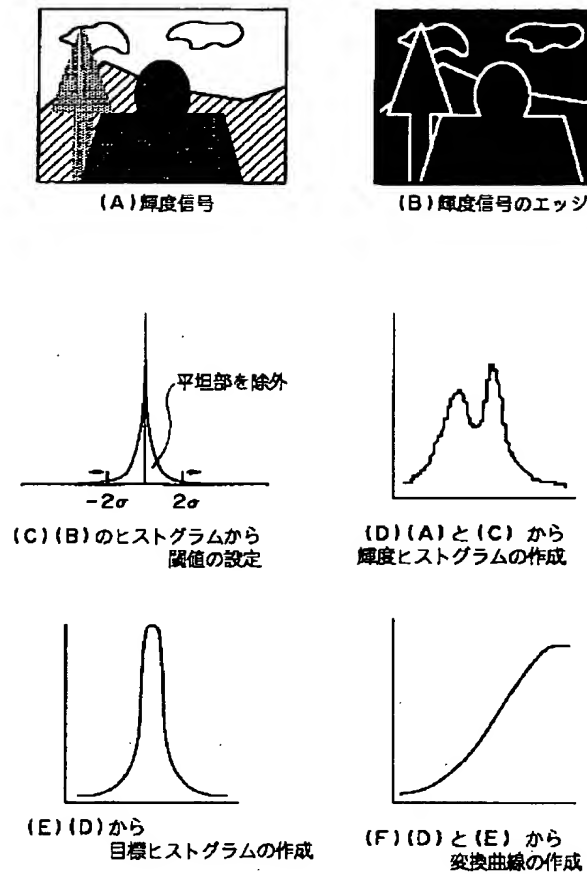 (A)輝度信号
(B)輝度信号のエッジ
平坦部を除外
-2σ 2σ
(C)(B)のヒストグラムから
閾値の設定
(D)(A)と(C)から
輝度ヒストグラムの作成
(E)(D)から
目標ヒストグラムの作成
(F)(D)と(E)から
変換曲線の作成